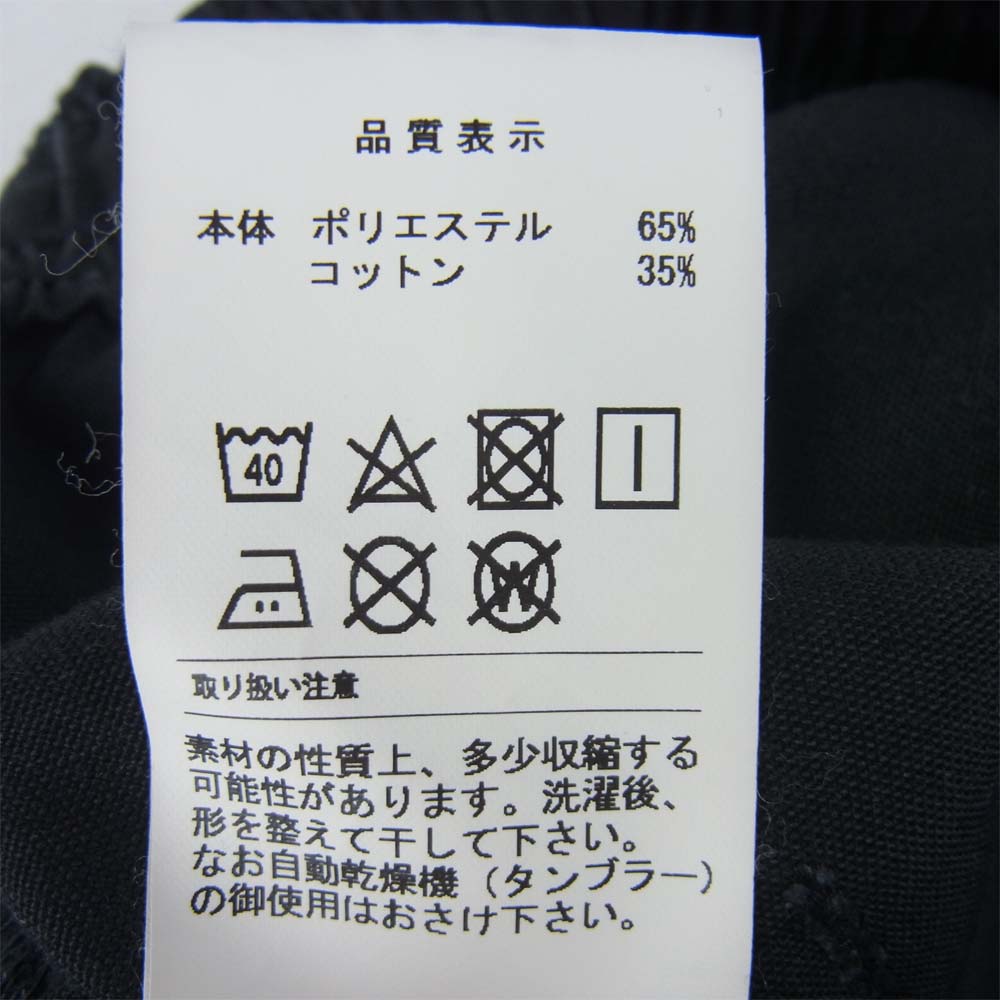 品質表示
本体 ポリエステル 65%
コットン 35%
40
W
取り扱い注意
素材の性質上、多少収縮する
可能性があります。洗濯後、
形を整えて干して下さい。
なお自動乾燥機（タンブラー）
の御使用はおさけ下さい。